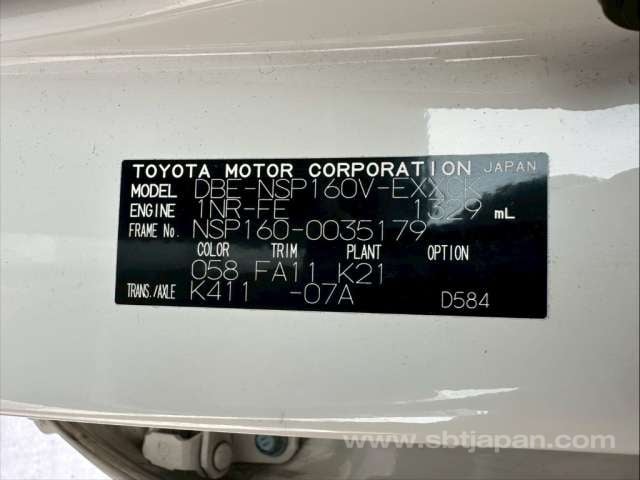 TOYOTA MOTOR CORPORATION JAPAN
MODEL DBE-NSP160V-EXXCK
ENGINE 1NR-FE 1329 mL
FRAME No. NSP160-0035179
COLOR TRIM PLANT OPTION
058 FA11 K21
TRANS./AXLE K411 -07A D584
www.sbtjapan.com